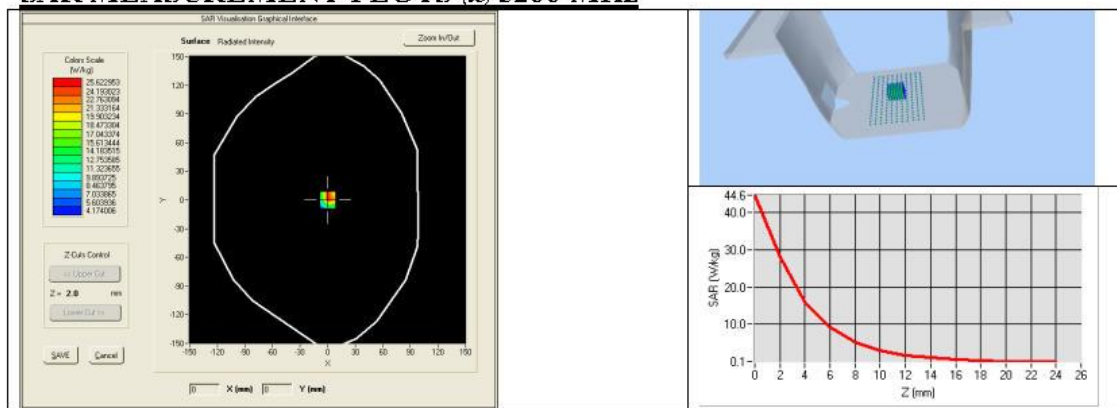 SAR MEASUREMENT PLOTS @ 5200 MHz
SAR Visualisation Graphical Interface
Surface Radiated Intensity
Zoom In/Out
Colors Scale
(W/kg)
25.622953
24.193023
22.763094
21.333164
19.903234
18.473304
17.043374
15.613444
14.183515
12.753585
11.323655
9.893725
8.463795
7.033865
5.603936
4.174006
Z-Cuts Control
<< Upper Cut
Z = 2.0 mm
Lower Cut >>
SAVE Cancel
150
120
90
60
30
Y 0
-30
-60
-90
-120
-150
-150 -120 -90 -60 -30 0 30 60 90 120 150
X
0 X (mm) 0 Y (mm)
44.6
40.0
30.0
20.0
10.0
0.1
SAR (W/kg)
0 2 4 6 8 10 12 14 16 18 20 22 24 26
Z (mm)